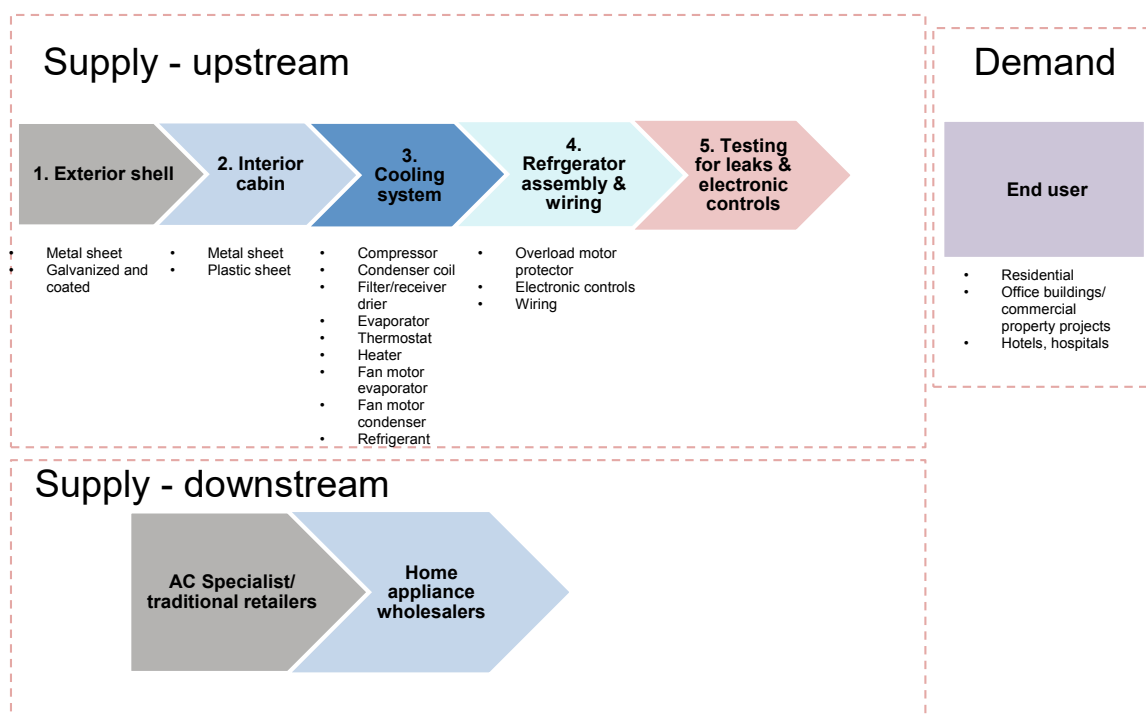 Supply - upstream
1. Exterior shell
2. Interior
cabin
3.
Cooling
system
4.
Refrgerator
assembly &
wiring
5. Testing
for leaks &
electronic
controls
• Metal sheet
• Galvanized and
coated
• Metal sheet
• Plastic sheet
• Compressor
• Condenser coil
• Filter/receiver
drier
• Evaporator
• Thermostat
• Heater
• Fan motor
evaporator
• Fan motor
condenser
• Refrigerant
• Overload motor
protector
• Electronic controls
• Wiring
Demand
End user
• Residential
• Office buildings/
commercial
property projects
• Hotels, hospitals
Supply - downstream
AC Specialist/
traditional retailers
Home
appliance
wholesalers